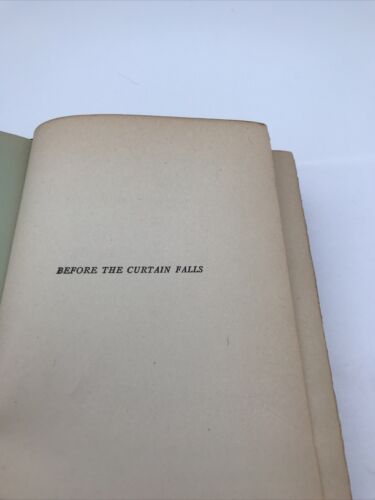 BEFORE THE CURTAIN FALLS